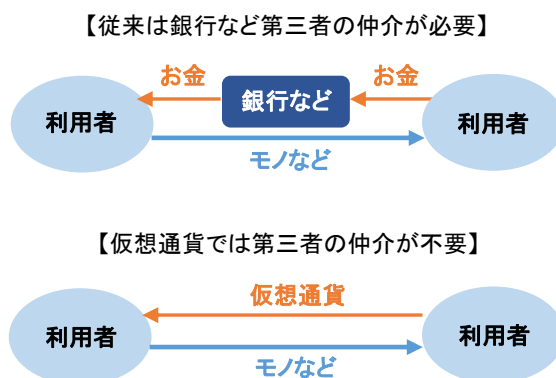 【従来は銀行など第三者の仲介が必要】
お金
お金
利用者
銀行など
利用者
モノなど
【仮想通貨では第三者の仲介が不要】
仮想通貨
利用者
利用者
モノなど